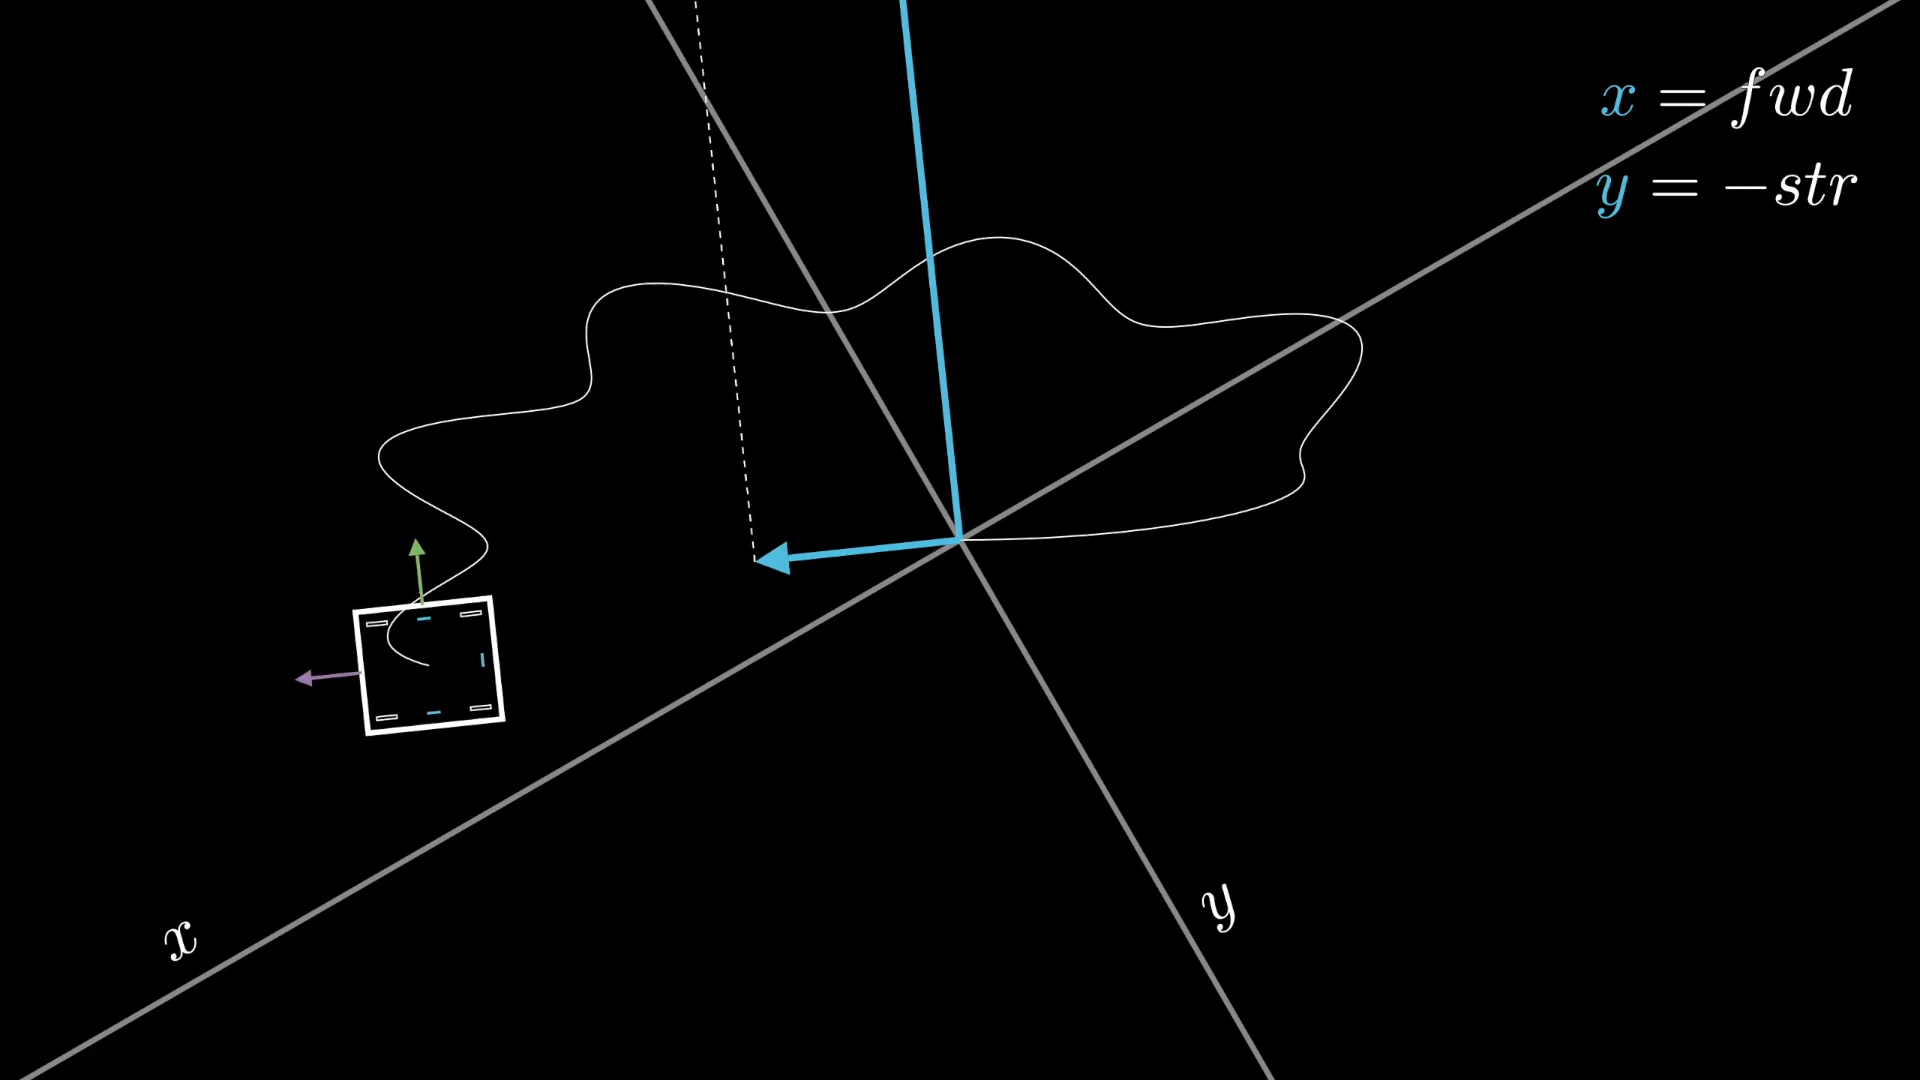 x = fwd
y = −str
x
y